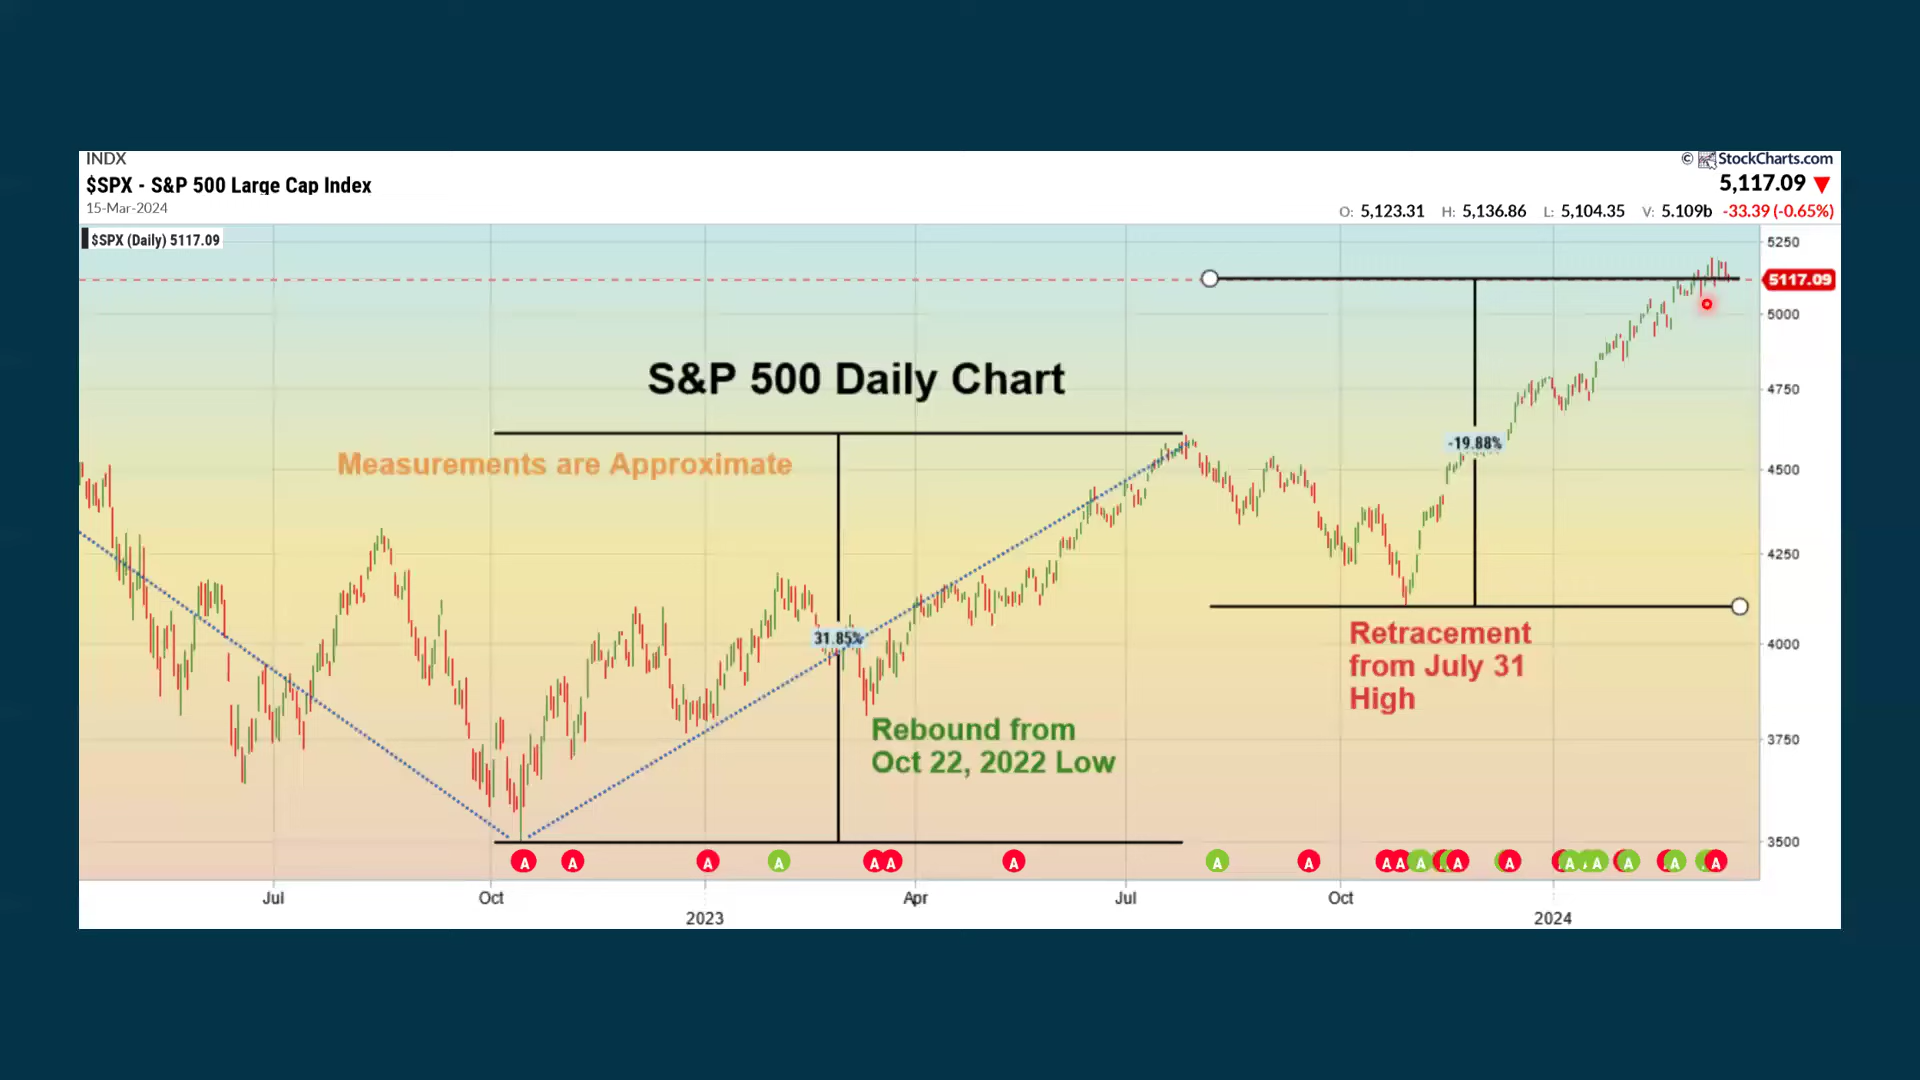 INDX
© StockCharts.com
$SPX - S&P 500 Large Cap Index
5,117.09
15-Mar-2024
O: 5,123.31 H: 5,136.86 L: 5,104.35 V: 5.109b -33.39 (-0.65%)
$SPX (Daily) 5117.09
5250
5117.09
5000
S&P 500 Daily Chart
4750
-19.88%
Measurements are Approximate
4500
4250
31.85%
4000
Retracement
from July 31
High
Rebound from
Oct 22, 2022 Low
3750
3500
A A A A A A A A A A A A A A A A A A A A A
Jul Oct 2023 Apr Jul Oct 2024